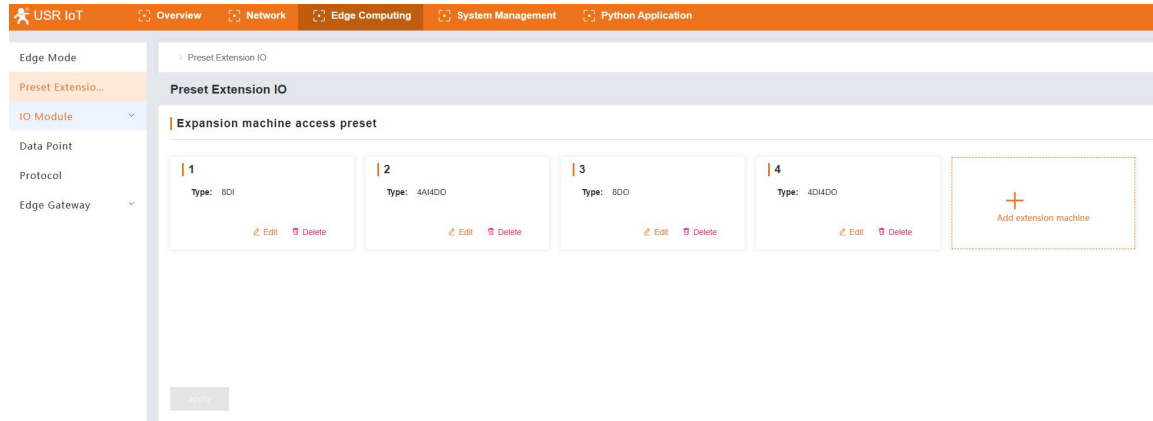 USR IoT Overview Network Edge Computing System Management Python Application
Edge Mode
Preset Extensio...
IO Module
Data Point
Protocol
Edge Gateway
> Preset Extension IO
Preset Extension IO
Expansion machine access preset
1
Type: 8DI
Edit Delete
2
Type: 4AI4DO
Edit Delete
3
Type: 8DO
Edit Delete
4
Type: 4DI4DO
Edit Delete
Add extension machine
apply